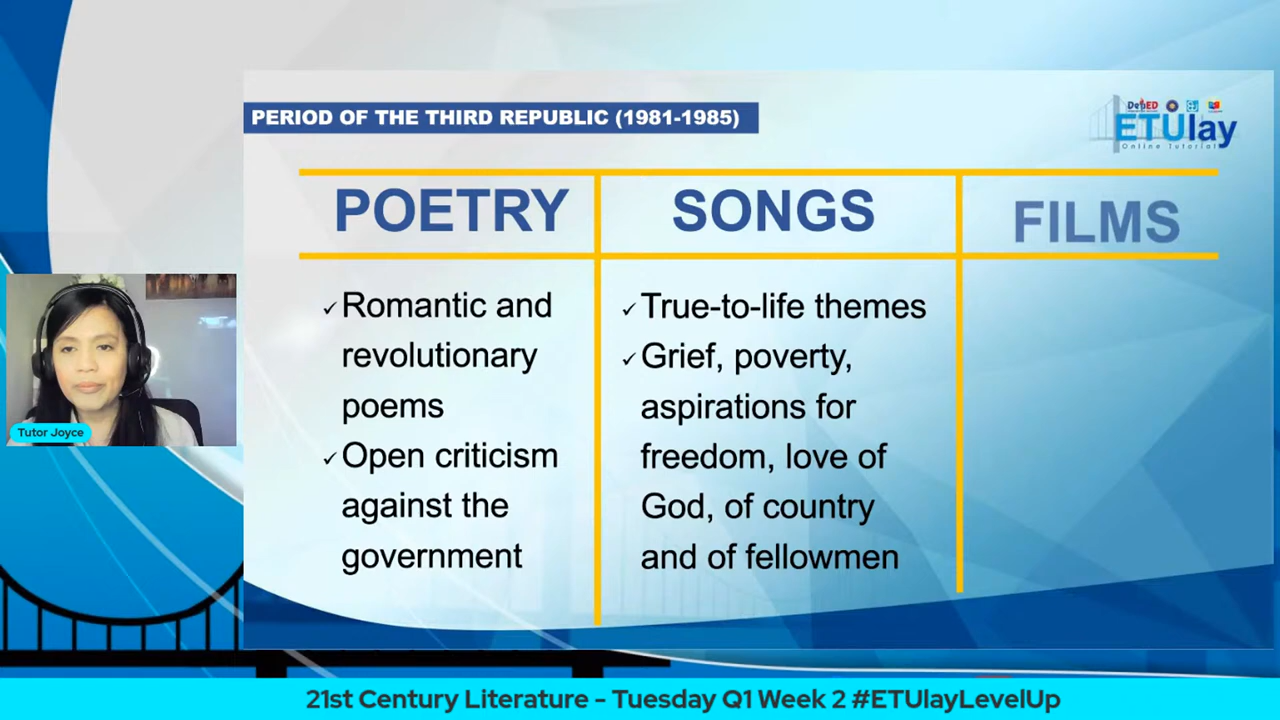 PERIOD OF THE THIRD REPUBLIC (1981-1985)
DepED
ETUlay
Online Tutorial
POETRY
SONGS
FILMS
✓Romantic and
revolutionary
poems
✓Open criticism
against the
government
✓True-to-life themes
✓Grief, poverty,
aspirations for
freedom, love of
God, of country
and of fellowmen
Tutor Joyce
21st Century Literature - Tuesday Q1 Week 2 #ETUlayLevelUp